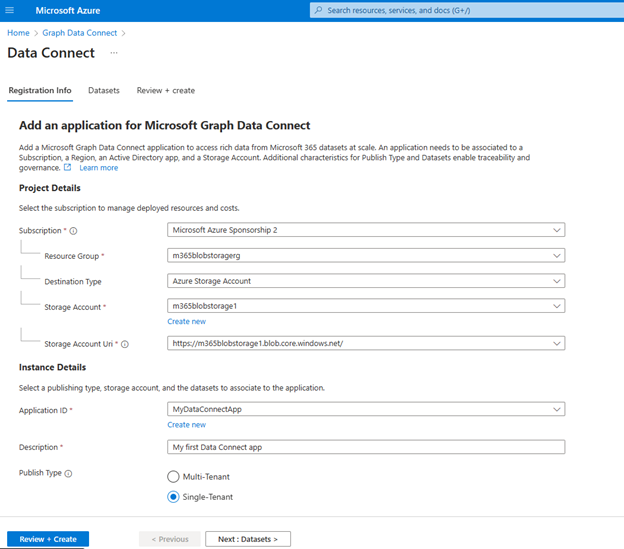 Microsoft Azure
Search resources, services, and docs (G+/)
Home > Graph Data Connect >
Data Connect ...
Registration Info Datasets Review + create
Add an application for Microsoft Graph Data Connect
Add a Microsoft Graph Data Connect application to access rich data from Microsoft 365 datasets at scale. An application needs to be associated to a
Subscription, a Region, an Active Directory app, and a Storage Account. Additional characteristics for Publish Type and Datasets enable traceability and
governance. Learn more
Project Details
Select the subscription to manage deployed resources and costs.
Subscription * Microsoft Azure Sponsorship 2
Resource Group * m365blobstoragerg
Destination Type Azure Storage Account
Storage Account * m365blobstorage1
Create new
Storage Account Uri * https://m365blobstorage1.blob.core.windows.net/
Instance Details
Select a publishing type, storage account, and the datasets to associate to the application.
Application ID * MyDataConnectApp
Create new
Description * My first Data Connect app
Publish Type Multi-Tenant
Single-Tenant
Review + Create < Previous Next : Datasets >